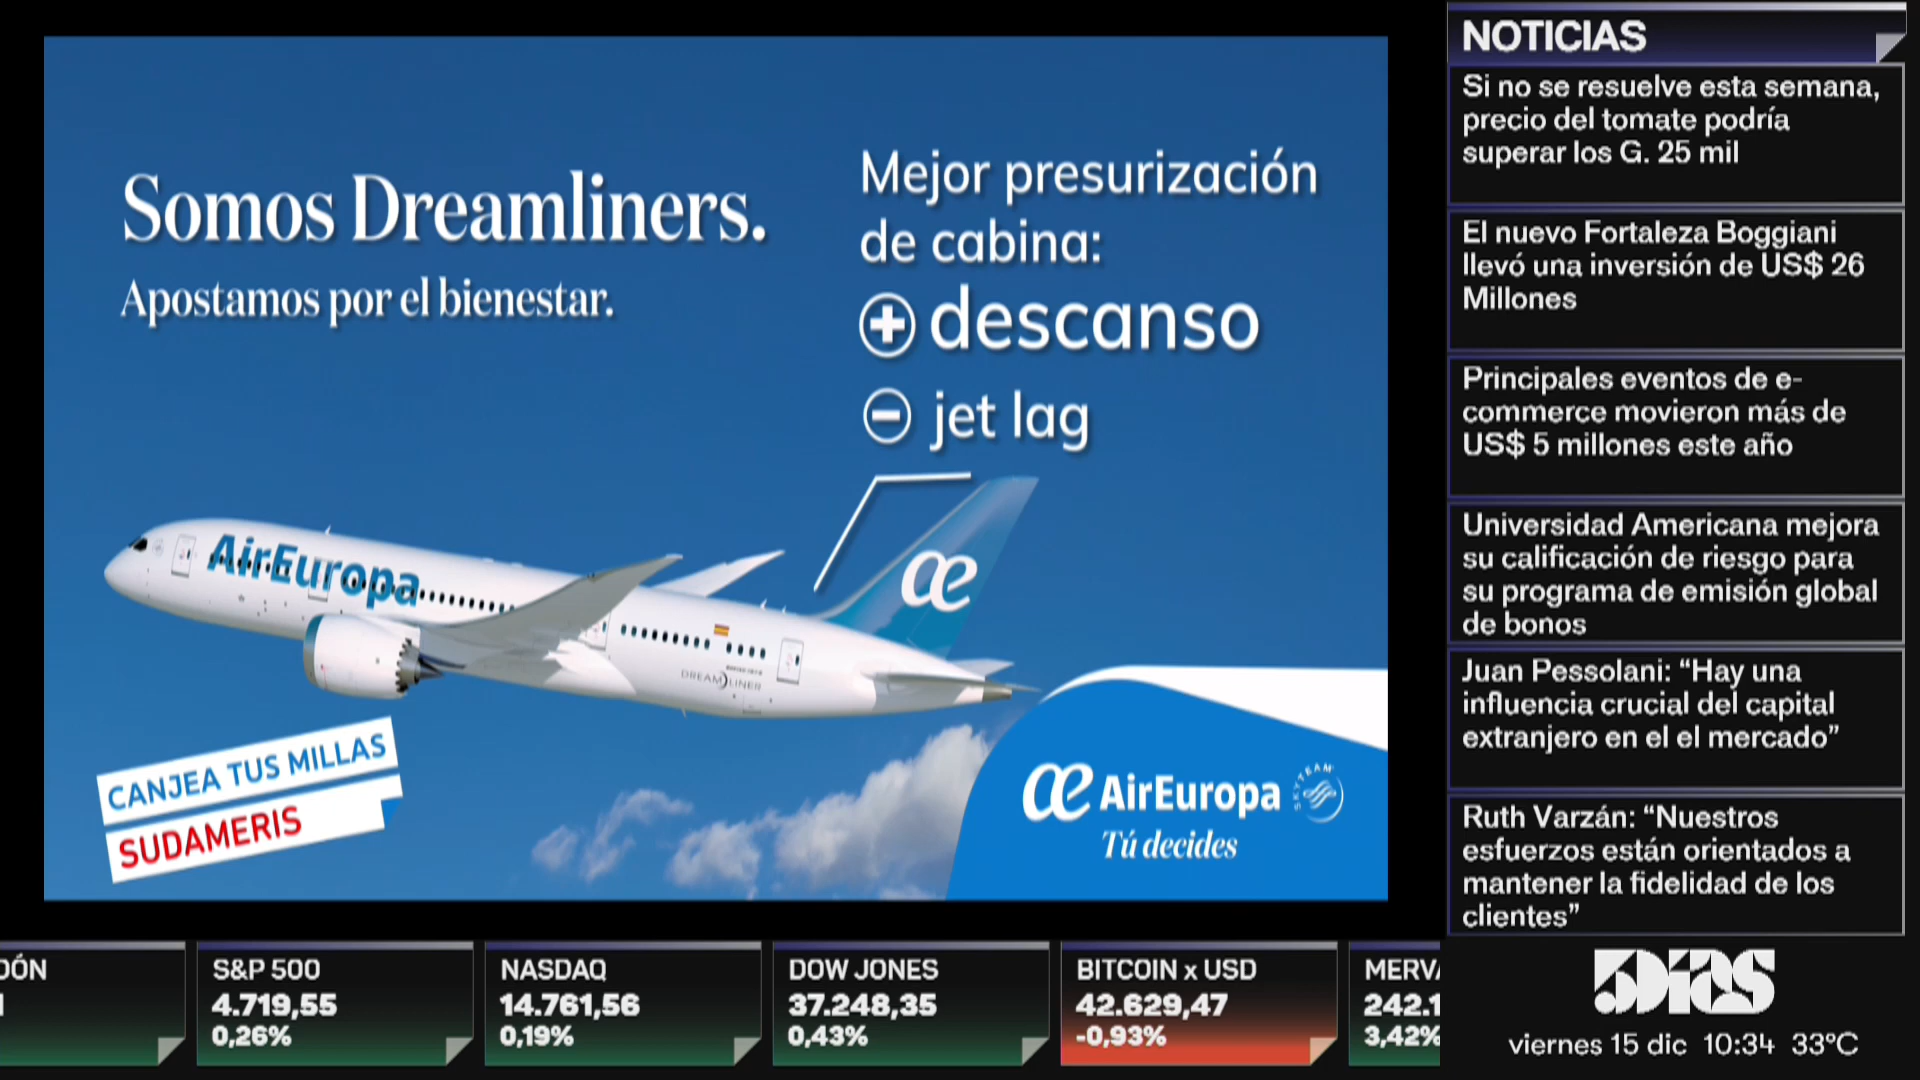 Somos Dreamliners.
Apostamos por el bienestar.
Mejor presurización
de cabina:
+ descanso
- jet lag
AirEuropa
æ
DREAMLINER
CANJEA TUS MILLAS
SUDAMERIS
æ AirEuropa
SKYTEAM
Tú decides
NOTICIAS
Si no se resuelve esta semana,
precio del tomate podría
superar los G. 25 mil
El nuevo Fortaleza Boggiani
llevó una inversión de US$ 26
Millones
Principales eventos de e-
commerce movieron más de
US$ 5 millones este año
Universidad Americana mejora
su calificación de riesgo para
su programa de emisión global
de bonos
Juan Pessolani: “Hay una
influencia crucial del capital
extranjero en el el mercado”
Ruth Varzán: “Nuestros
esfuerzos están orientados a
mantener la fidelidad de los
clientes”
DÓN
S&P 500
4.719,55
0,26%
NASDAQ
14.761,56
0,19%
DOW JONES
37.248,35
0,43%
BITCOIN x USD
42.629,47
-0,93%
MERVA
242.1
3,42%
5DÍAS
viernes 15 dic 10:34 33°C